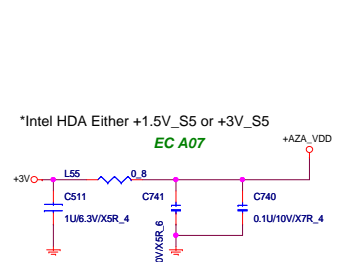 *Intel HDA Either +1.5V_S5 or +3V_S5
EC A07
+AZA_VDD
+3V
L55
0_8
C511
1U/6.3V/X5R_4
C741
0V/X5R_6
C740
0.1U/10V/X7R_4